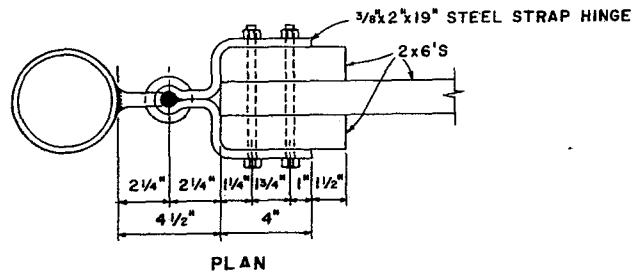 3/8"x2"x19" STEEL STRAP HINGE
2x6'S
2 1/4" 2 1/4" 1 1/4" 1 3/4" 1" 1 1/2"
4 1/2" 4"
PLAN